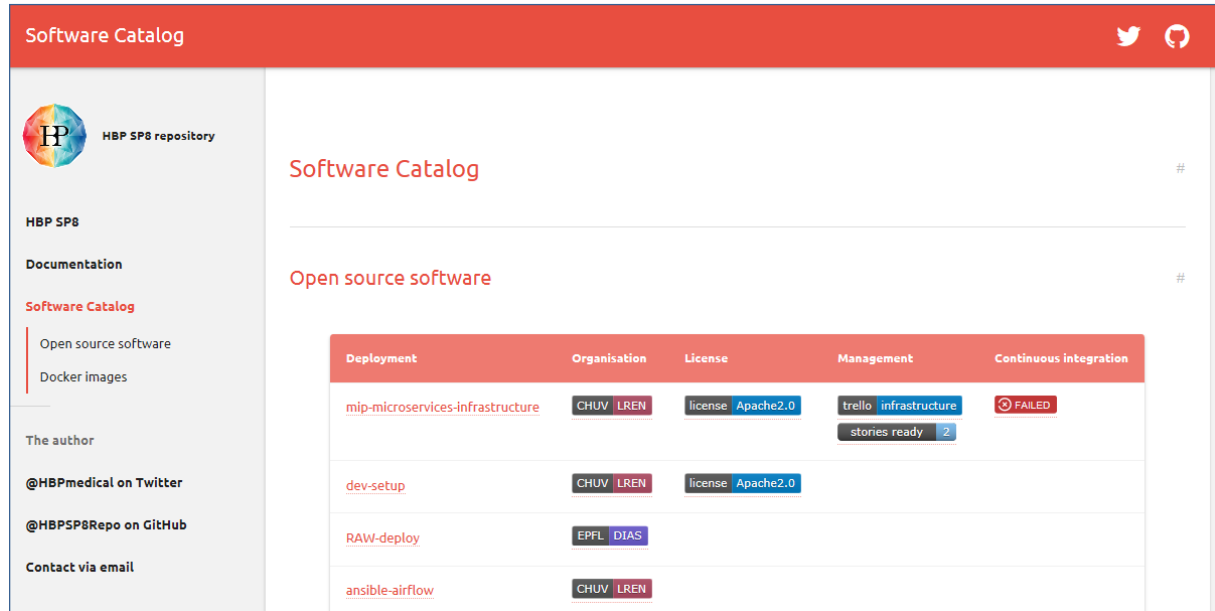 Software Catalog
HP
HBP SP8 repository
HBP SP8
Documentation
Software Catalog
Open source software
Docker images
The author
@HBPmedical on Twitter
@HBPSP8Repo on GitHub
Contact via email
Software Catalog #
Open source software #
Deployment Organisation License Management Continuous integration
mip-microservices-infrastructure CHUV LREN license Apache2.0 trello infrastructure FAILED
stories ready 2
dev-setup CHUV LREN license Apache2.0
RAW-deploy EPFL DIAS
ansible-airflow CHUV LREN